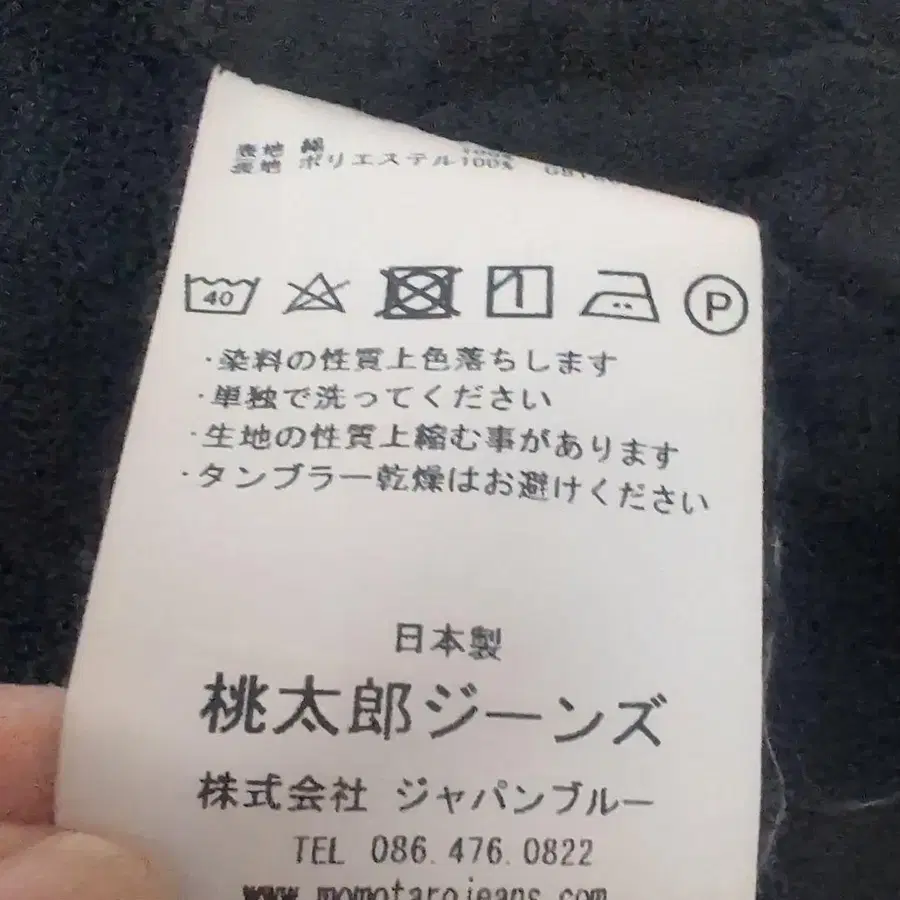 表地 綿 100%
裏地 ポリエステル100%
40 P
・染料の性質上色落ちします
・単独で洗ってください
・生地の性質上縮む事があります
・タンブラー乾燥はお避けください
日本製
桃太郎ジーンズ
株式会社 ジャパンブルー
TEL 086.476.0822
www.momotarojeans.com